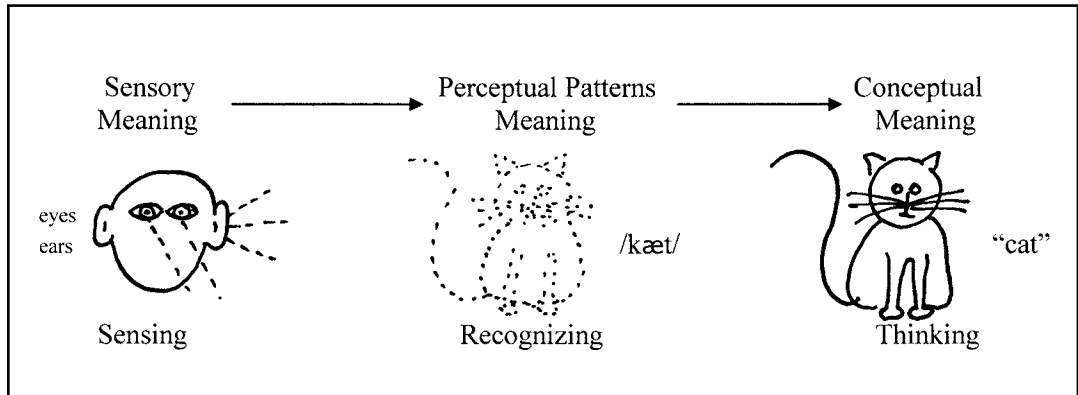 Sensory
Meaning
Perceptual Patterns
Meaning
Conceptual
Meaning
eyes
ears
/kæt/
“cat”
Sensing
Recognizing
Thinking